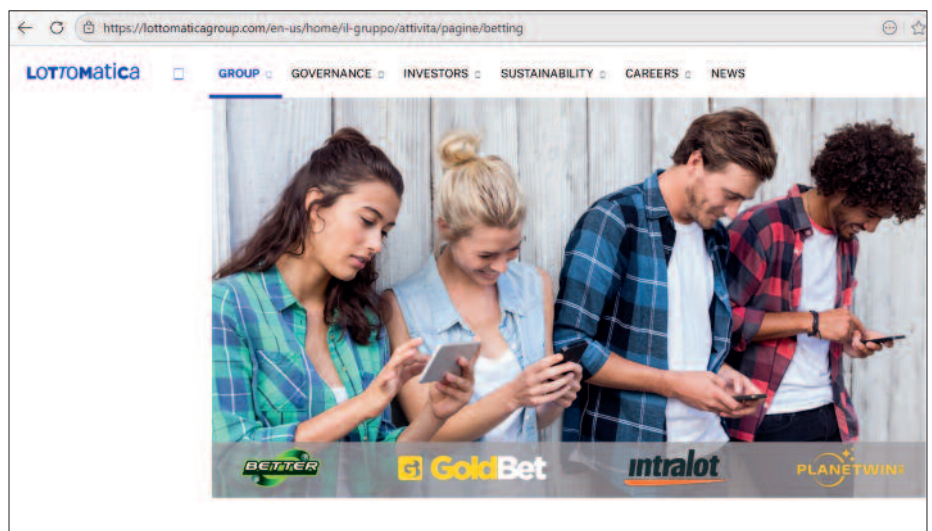 https://lottomaticagroup.com/en-us/home/il-gruppo/attivita/pagine/betting
LOTTOMATICA GROUP GOVERNANCE INVESTORS SUSTAINABILITY CAREERS NEWS
BETTER GoldBet intralot PLANETWIN